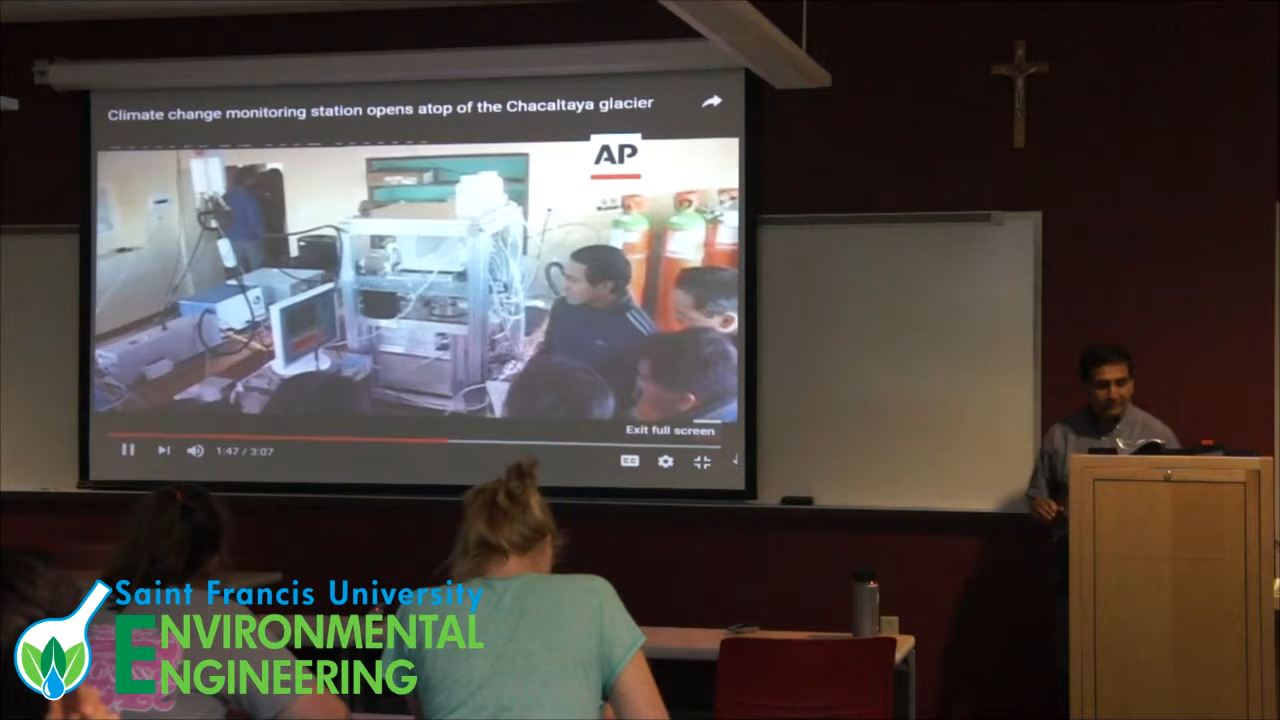 Climate change monitoring station opens atop of the Chacaltaya glacier
AP
Exit full screen
1:47 / 3:07
CC
Saint Francis University
ENVIRONMENTAL
ENGINEERING